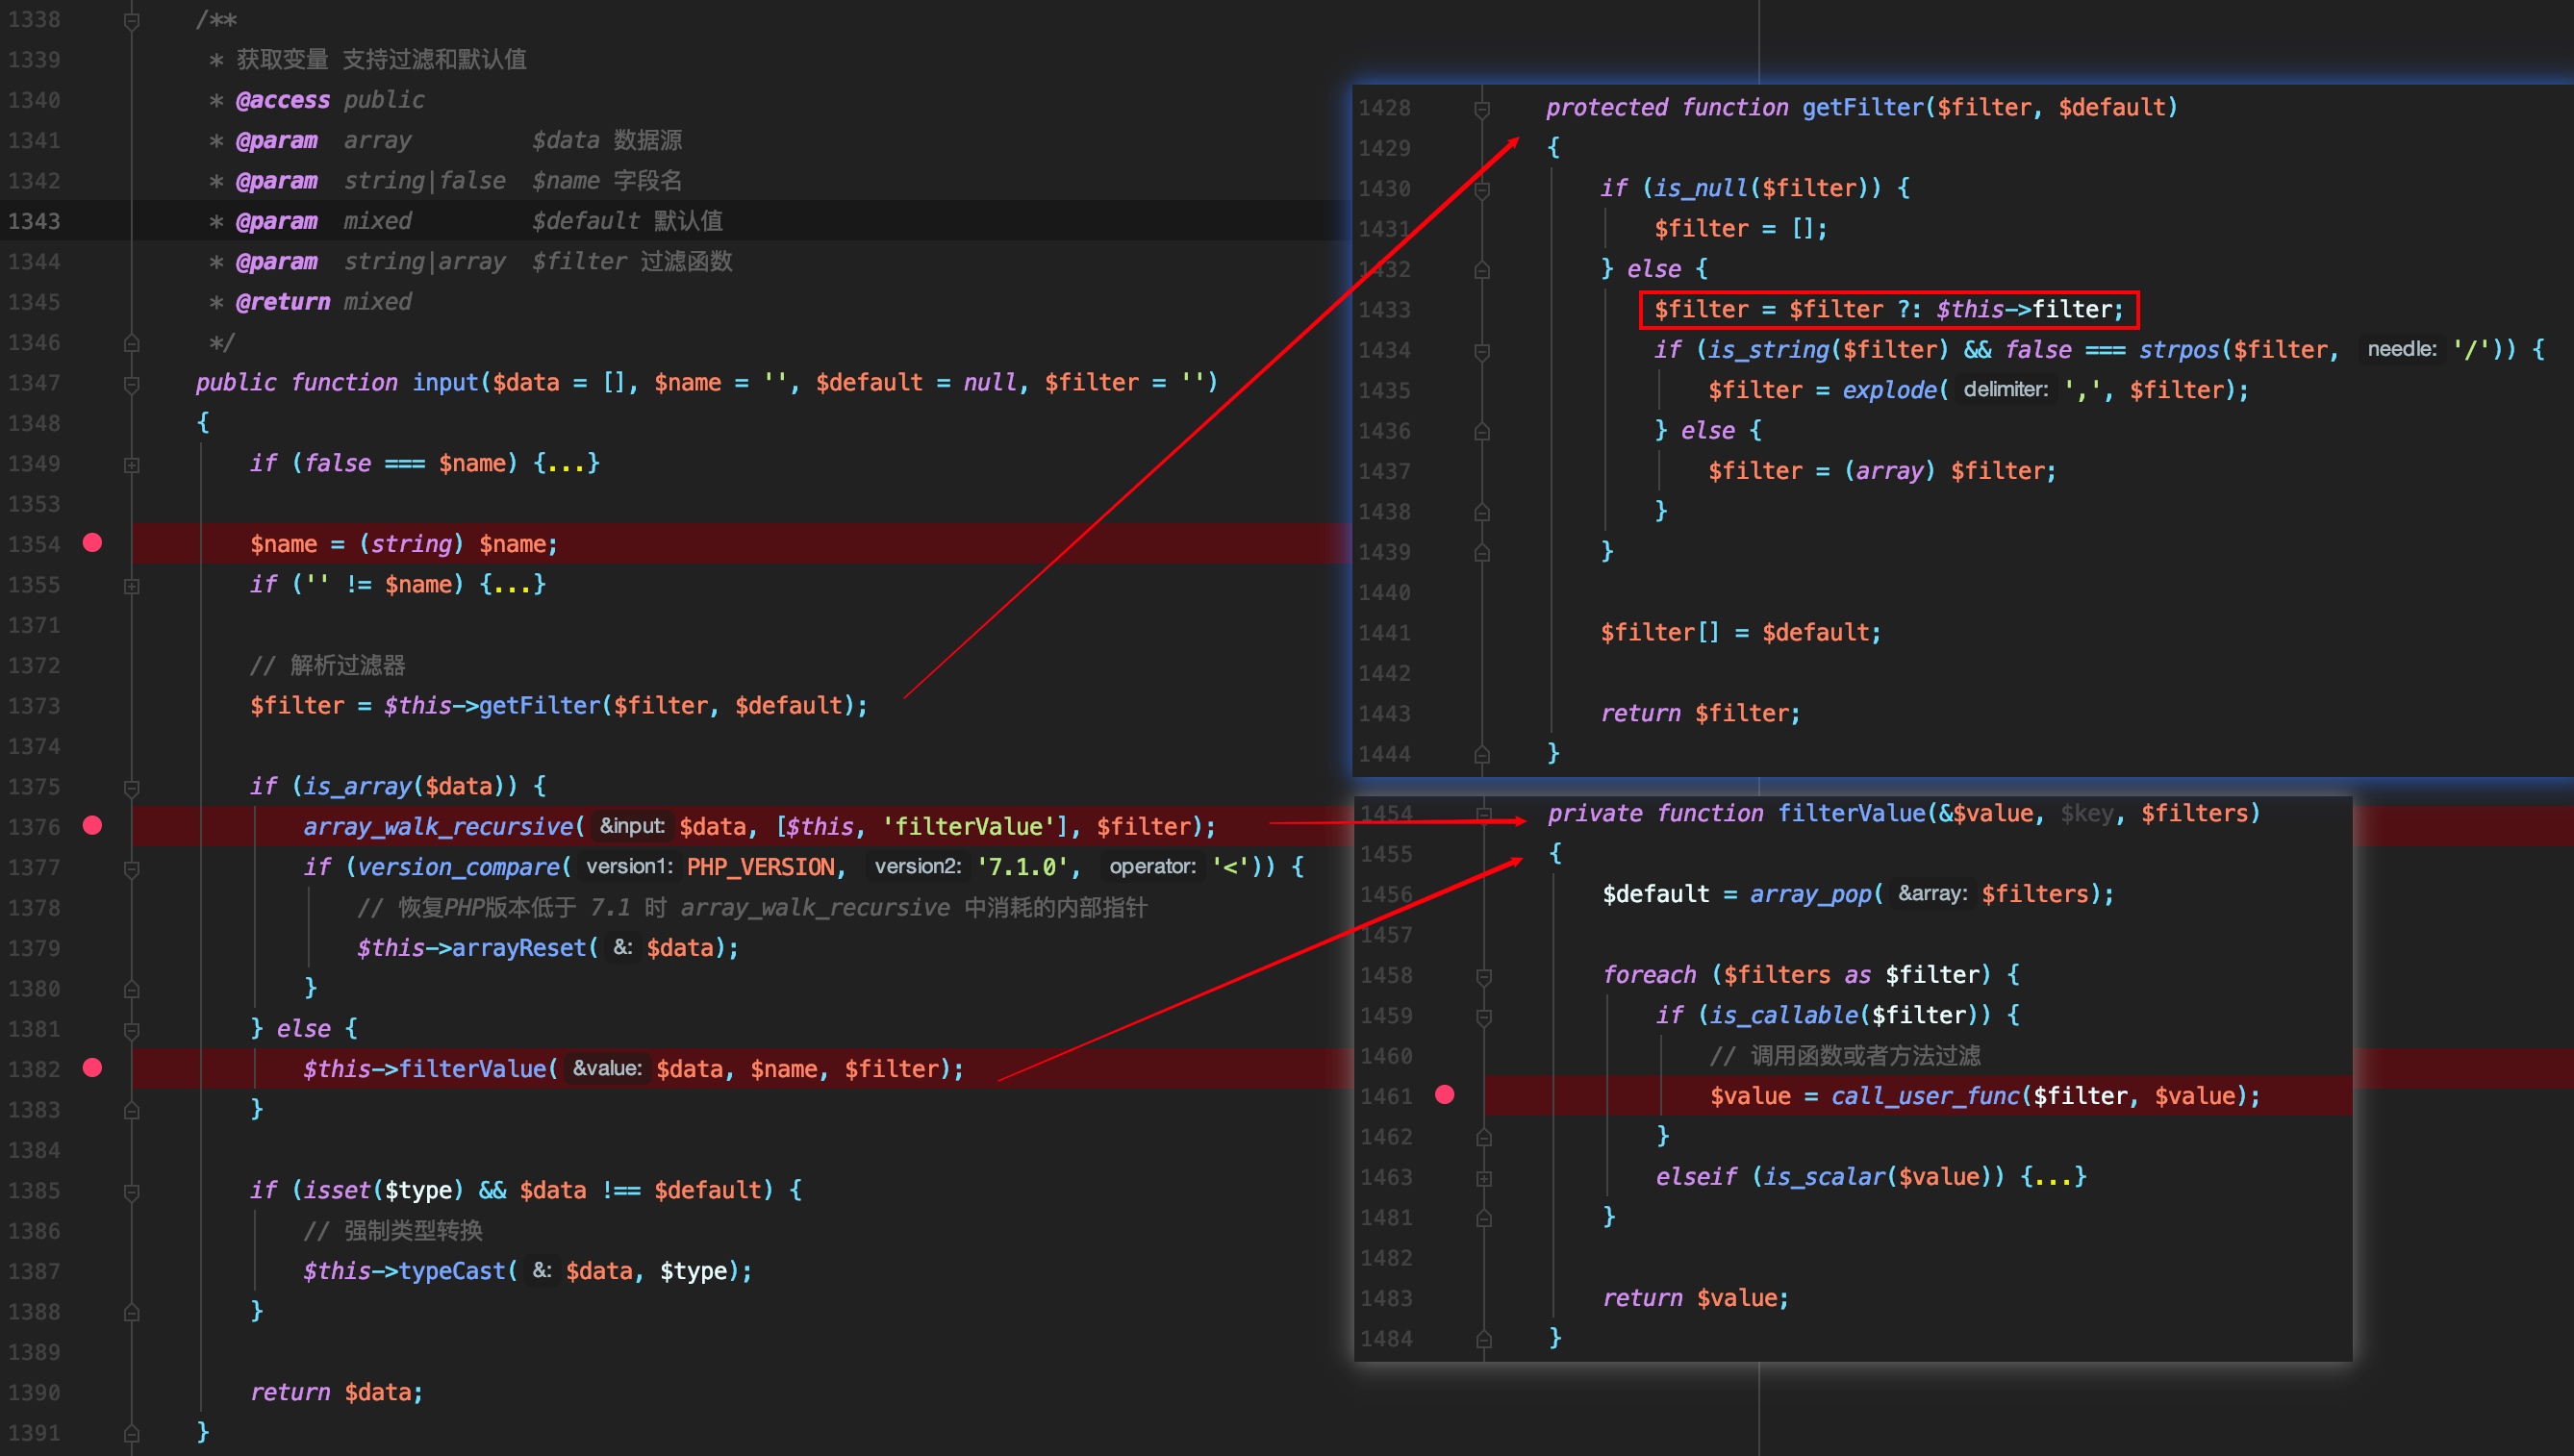 1338 /**
1339 * 获取变量 支持过滤和默认值
1340 * @access public
1341 * @param array $data 数据源
1342 * @param string|false $name 字段名
1343 * @param mixed $default 默认值
1344 * @param string|array $filter 过滤函数
1345 * @return mixed
1346 */
1347 public function input($data = [], $name = '', $default = null, $filter = '')
1348 {
1349 if (false === $name) {...}
1353
1354 $name = (string) $name;
1355 if ('' != $name) {...}
1371
1372 // 解析过滤器
1373 $filter = $this->getFilter($filter, $default);
1374
1375 if (is_array($data)) {
1376 array_walk_recursive( &input: $data, [$this, 'filterValue'], $filter);
1377 if (version_compare( version1: PHP_VERSION, version2: '7.1.0', operator: '<')) {
1378 // 恢复PHP版本低于 7.1 时 array_walk_recursive 中消耗的内部指针
1379 $this->arrayReset( &: $data);
1380 }
1381 } else {
1382 $this->filterValue( &value: $data, $name, $filter);
1383 }
1384
1385 if (isset($type) && $data !== $default) {
1386 // 强制类型转换
1387 $this->typeCast( &: $data, $type);
1388 }
1389
1390 return $data;
1391 }
1428 protected function getFilter($filter, $default)
1429 {
1430 if (is_null($filter)) {
1431 $filter = [];
1432 } else {
1433 $filter = $filter ?: $this->filter;
1434 if (is_string($filter) && false === strpos($filter, needle: '/')) {
1435 $filter = explode( delimiter: ',', $filter);
1436 } else {
1437 $filter = (array) $filter;
1438 }
1439 }
1440
1441 $filter[] = $default;
1442
1443 return $filter;
1444 }
1454 private function filterValue(&$value, $key, $filters)
1455 {
1456 $default = array_pop( &array: $filters);
1457
1458 foreach ($filters as $filter) {
1459 if (is_callable($filter)) {
1460 // 调用函数或者方法过滤
1461 $value = call_user_func($filter, $value);
1462 }
1463 elseif (is_scalar($value)) {...}
1481 }
1482
1483 return $value;
1484 }